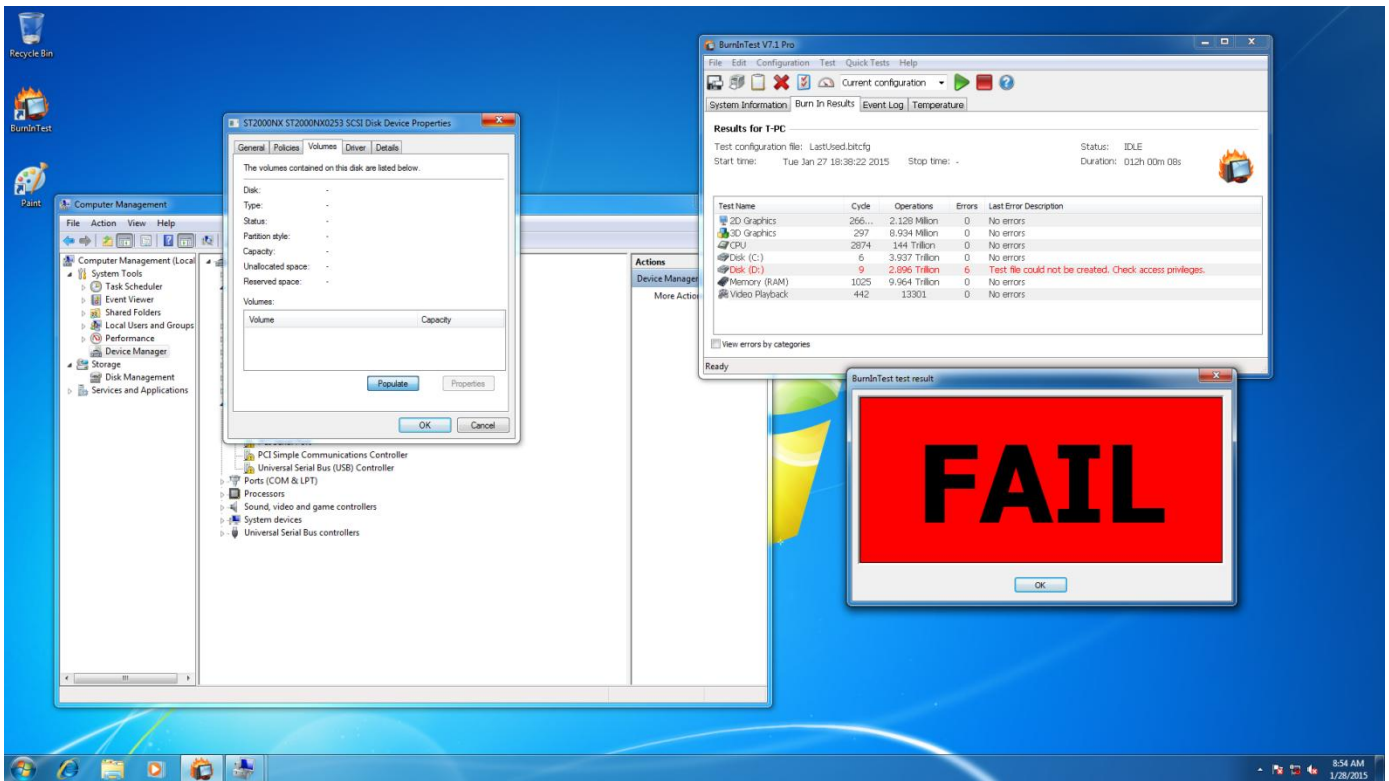 Recycle Bin
BurnInTest
Paint
ST2000NX ST2000NX0253 SCSI Disk Device Properties
General Policies Volumes Driver Details
The volumes contained on this disk are listed below.
Disk: -
Type: -
Status: -
Partition style: -
Capacity: -
Unallocated space: -
Reserved space: -
Volumes:
Volume Capacity
Populate Properties
OK Cancel
Computer Management
File Action View Help
Computer Management (Local
System Tools
Task Scheduler
Event Viewer
Shared Folders
Local Users and Groups
Performance
Device Manager
Storage
Disk Management
Services and Applications
PCI Simple Communications Controller
Universal Serial Bus (USB) Controller
Ports (COM & LPT)
Processors
Sound, video and game controllers
System devices
Universal Serial Bus controllers
Actions
Device Manager
More Action
BurnInTest V7.1 Pro
File Edit Configuration Test Quick Tests Help
Current configuration
System Information Burn In Results Event Log Temperature
Results for T-PC
Test configuration file: LastUsed.bitcfg Status: IDLE
Start time: Tue Jan 27 18:38:22 2015 Stop time: - Duration: 012h 00m 08s
Test Name Cycle Operations Errors Last Error Description
2D Graphics 266... 2.128 Million 0 No errors
3D Graphics 297 8.934 Million 0 No errors
CPU 2874 144 Trillion 0 No errors
Disk (C:) 6 3.937 Trillion 0 No errors
Disk (D:) 9 2.896 Trillion 6 Test file could not be created. Check access privileges.
Memory (RAM) 1025 9.964 Trillion 0 No errors
Video Playback 442 13301 0 No errors
View errors by categories
Ready
BurnInTest test result
FAIL
OK
8:54 AM
1/28/2015